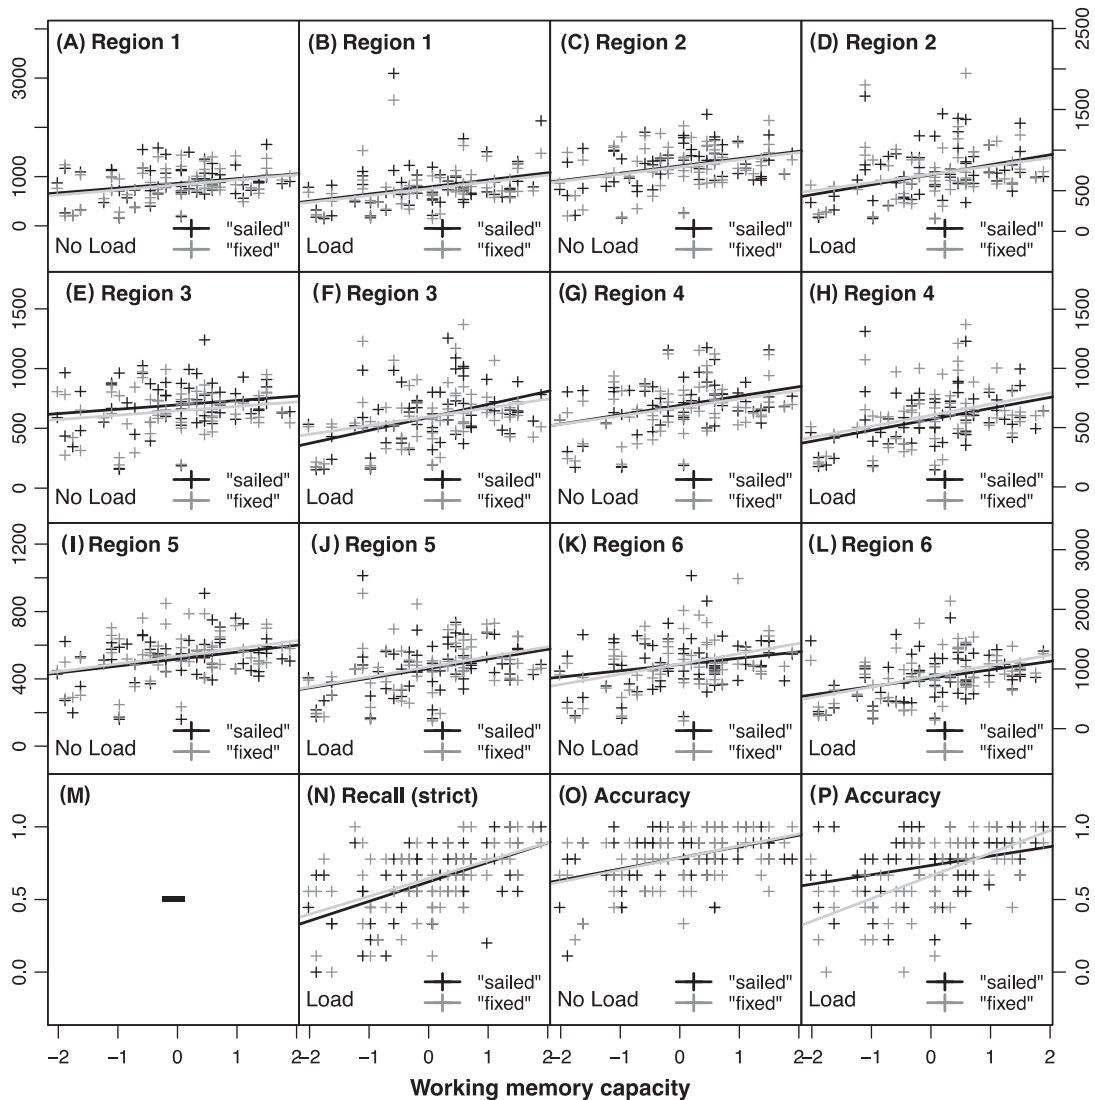 (A) Region 1
(B) Region 1
(C) Region 2
(D) Region 2
0 1000 3000
0 500 1500 2500
No Load
"sailed"
"fixed"
Load
"sailed"
"fixed"
No Load
"sailed"
"fixed"
Load
"sailed"
"fixed"
(E) Region 3
(F) Region 3
(G) Region 4
(H) Region 4
0 500 1000 1500
0 500 1000 1500
No Load
"sailed"
"fixed"
Load
"sailed"
"fixed"
No Load
"sailed"
"fixed"
Load
"sailed"
"fixed"
(I) Region 5
(J) Region 5
(K) Region 6
(L) Region 6
0 400 800 1200
0 1000 2000 3000
No Load
"sailed"
"fixed"
Load
"sailed"
"fixed"
No Load
"sailed"
"fixed"
Load
"sailed"
"fixed"
(M)
(N) Recall (strict)
(O) Accuracy
(P) Accuracy
0.0 0.5 1.0
0.0 0.5 1.0
Load
"sailed"
"fixed"
No Load
"sailed"
"fixed"
Load
"sailed"
"fixed"
−2 −1 0 1 2
−2 −1 0 1 2
−2 −1 0 1 2
−2 −1 0 1 2
Working memory capacity